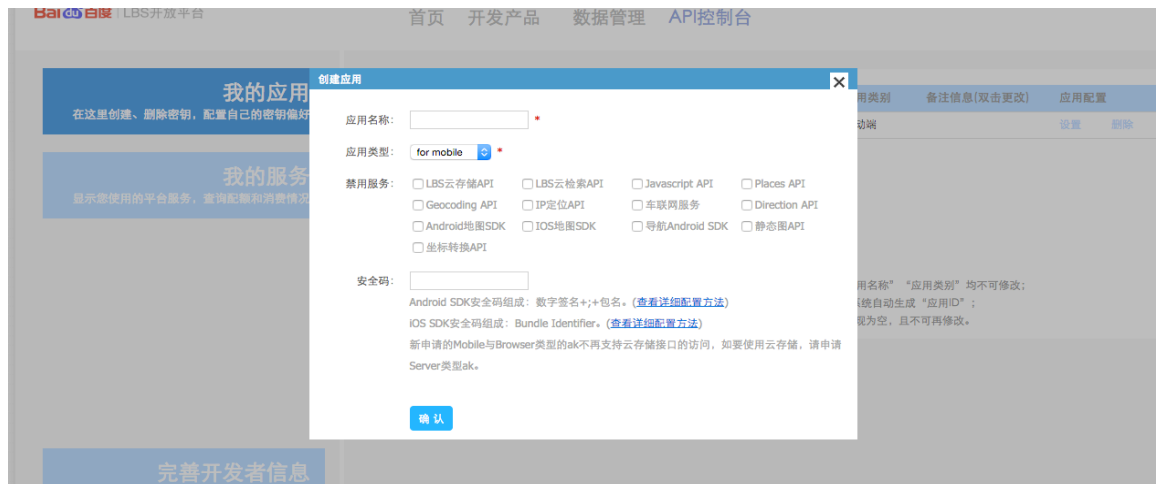 Bai du 百度 LBS开放平台
首页 开发产品 数据管理 API控制台
我的应用
在这里创建、删除密钥，配置自己的密钥偏好
我的服务
显示您使用的平台服务，查询配额和消费情况
完善开发者信息
创建应用
应用名称： *
应用类型： for mobile *
禁用服务： LBS云存储API LBS云检索API Javascript API Places API
Geocoding API IP定位API 车联网服务 Direction API
Android地图SDK IOS地图SDK 导航Android SDK 静态图API
坐标转换API
安全码：
Android SDK安全码组成：数字签名+;+包名。(查看详细配置方法)
iOS SDK安全码组成：Bundle Identifier。(查看详细配置方法)
新申请的Mobile与Browser类型的ak不再支持云存储接口的访问，如要使用云存储，请申请
Server类型ak。
确认
用类别 备注信息(双击更改) 应用配置
动端 设置 删除
用名称” “应用类别” 均不可修改；
系统自动生成 “应用ID” ；
现为空，且不可再修改。